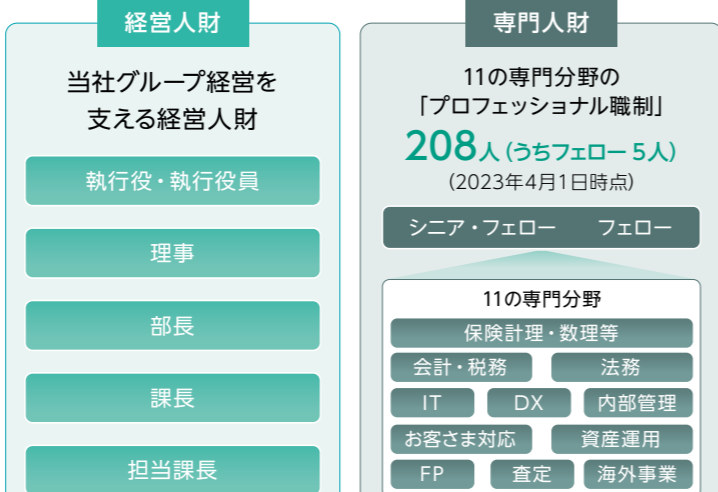 経営人財
当社グループ経営を
支える経営人財
執行役・執行役員
理事
部長
課長
担当課長
専門人財
11の専門分野の
「プロフェッショナル職制」
208人(うちフェロー5人)
(2023年4月1日時点)
シニア・フェロー フェロー
11の専門分野
保険計理・数理等
会計・税務 法務
IT DX 内部管理
お客さま対応 資産運用
FP 査定 海外事業